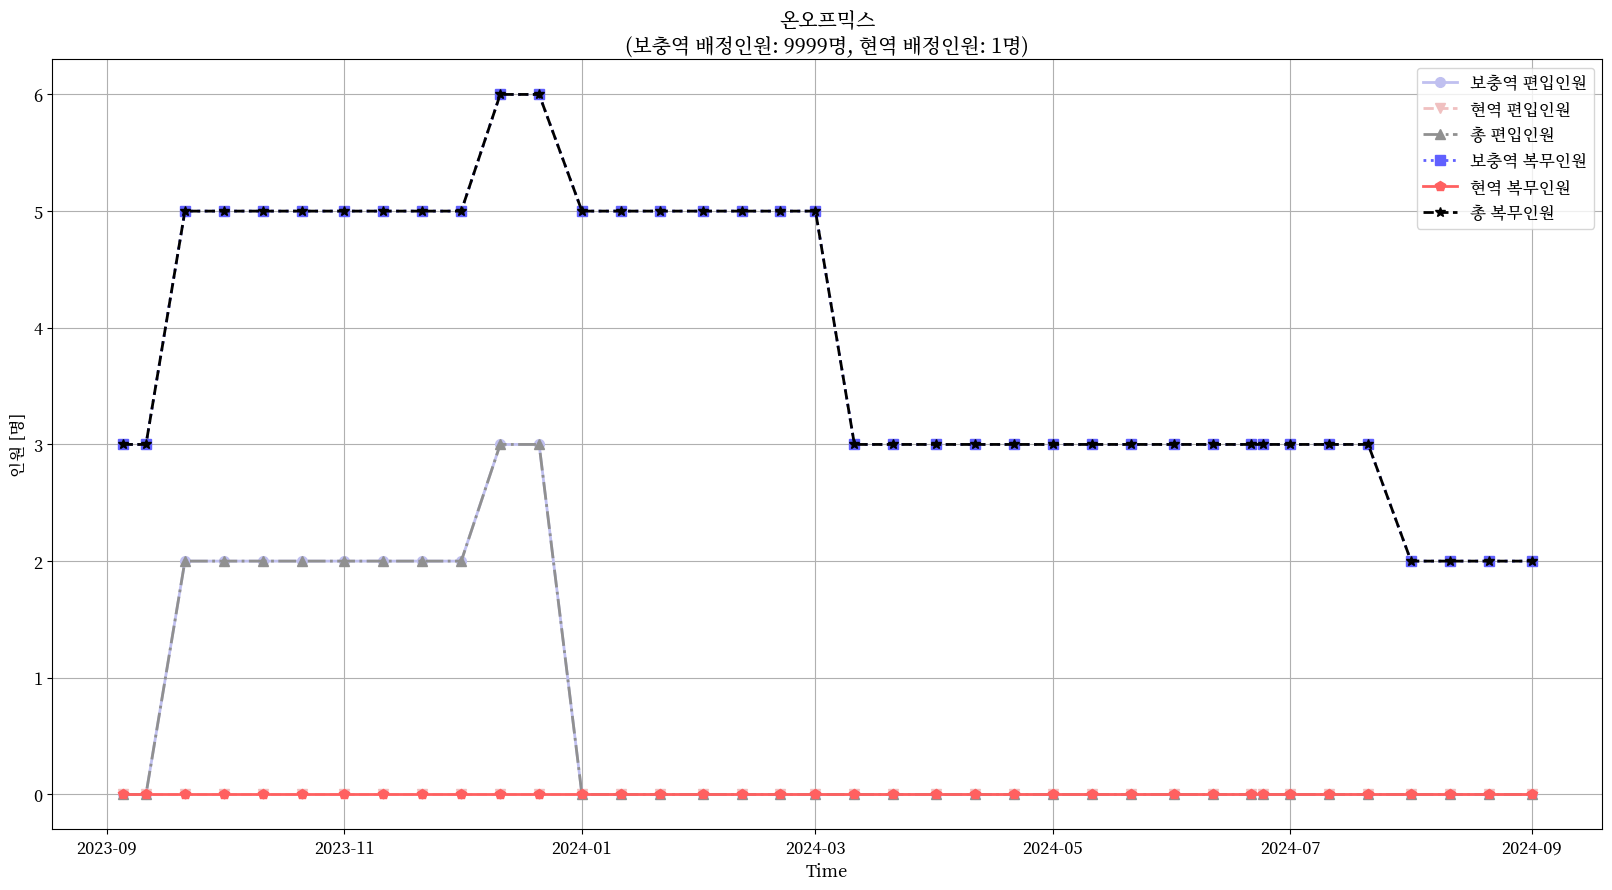 온오프믹스
(보충역 배정인원: 9999명, 현역 배정인원: 1명)
보충역 편입인원
현역 편입인원
총 편입인원
보충역 복무인원
현역 복무인원
총 복무인원
인원 [명]
6
5
4
3
2
1
0
2023-09
2023-11
2024-01
2024-03
2024-05
2024-07
2024-09
Time